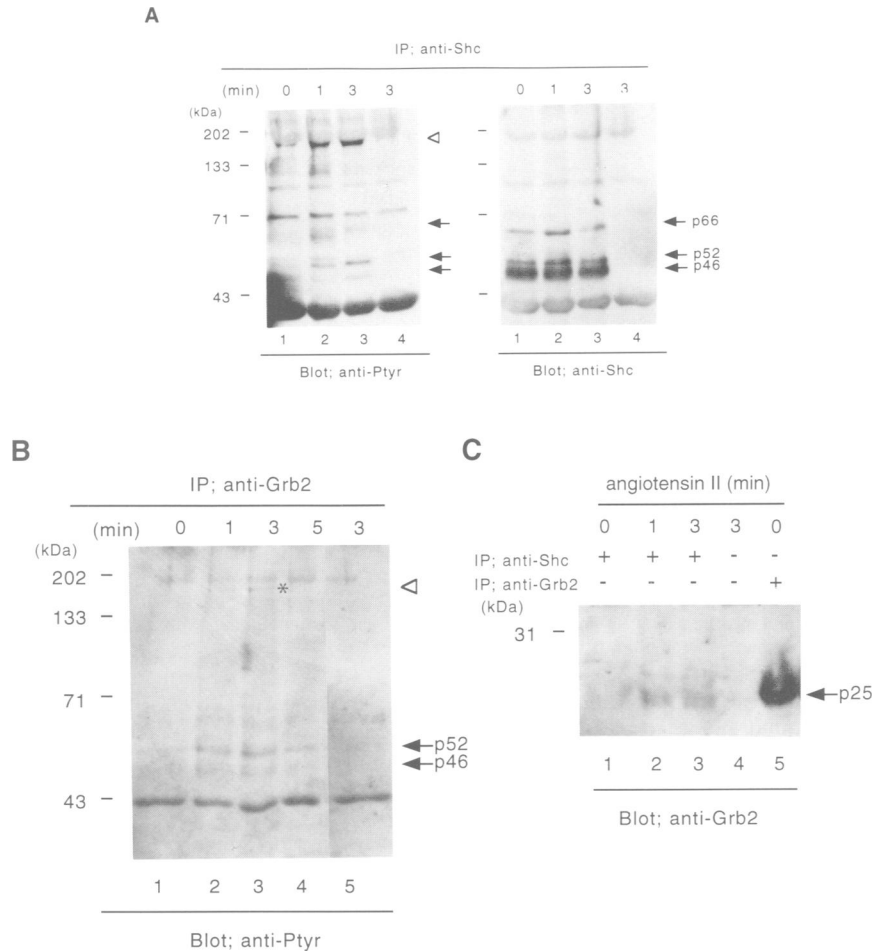 A
IP; anti-Shc
(min) 0 1 3 3 0 1 3 3
(kDa)
202
133
71
43
p66
p52
p46
1 2 3 4 1 2 3 4
Blot; anti-Ptyr Blot; anti-Shc
B
IP; anti-Grb2
(min) 0 1 3 5 3
(kDa)
202
*
133
71
p52
p46
43
1 2 3 4 5
Blot; anti-Ptyr
C
angiotensin II (min)
0 1 3 3 0
IP; anti-Shc + + + - -
IP; anti-Grb2 - - - - +
(kDa)
31
p25
1 2 3 4 5
Blot; anti-Grb2